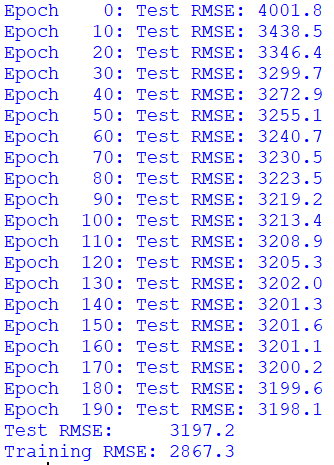 Epoch    0: Test RMSE: 4001.8
Epoch   10: Test RMSE: 3438.5
Epoch   20: Test RMSE: 3346.4
Epoch   30: Test RMSE: 3299.7
Epoch   40: Test RMSE: 3272.9
Epoch   50: Test RMSE: 3255.1
Epoch   60: Test RMSE: 3240.7
Epoch   70: Test RMSE: 3230.5
Epoch   80: Test RMSE: 3223.5
Epoch   90: Test RMSE: 3219.2
Epoch  100: Test RMSE: 3213.4
Epoch  110: Test RMSE: 3208.9
Epoch  120: Test RMSE: 3205.3
Epoch  130: Test RMSE: 3202.0
Epoch  140: Test RMSE: 3201.3
Epoch  150: Test RMSE: 3201.6
Epoch  160: Test RMSE: 3201.1
Epoch  170: Test RMSE: 3200.2
Epoch  180: Test RMSE: 3199.6
Epoch  190: Test RMSE: 3198.1
Test RMSE:     3197.2
Training RMSE: 2867.3